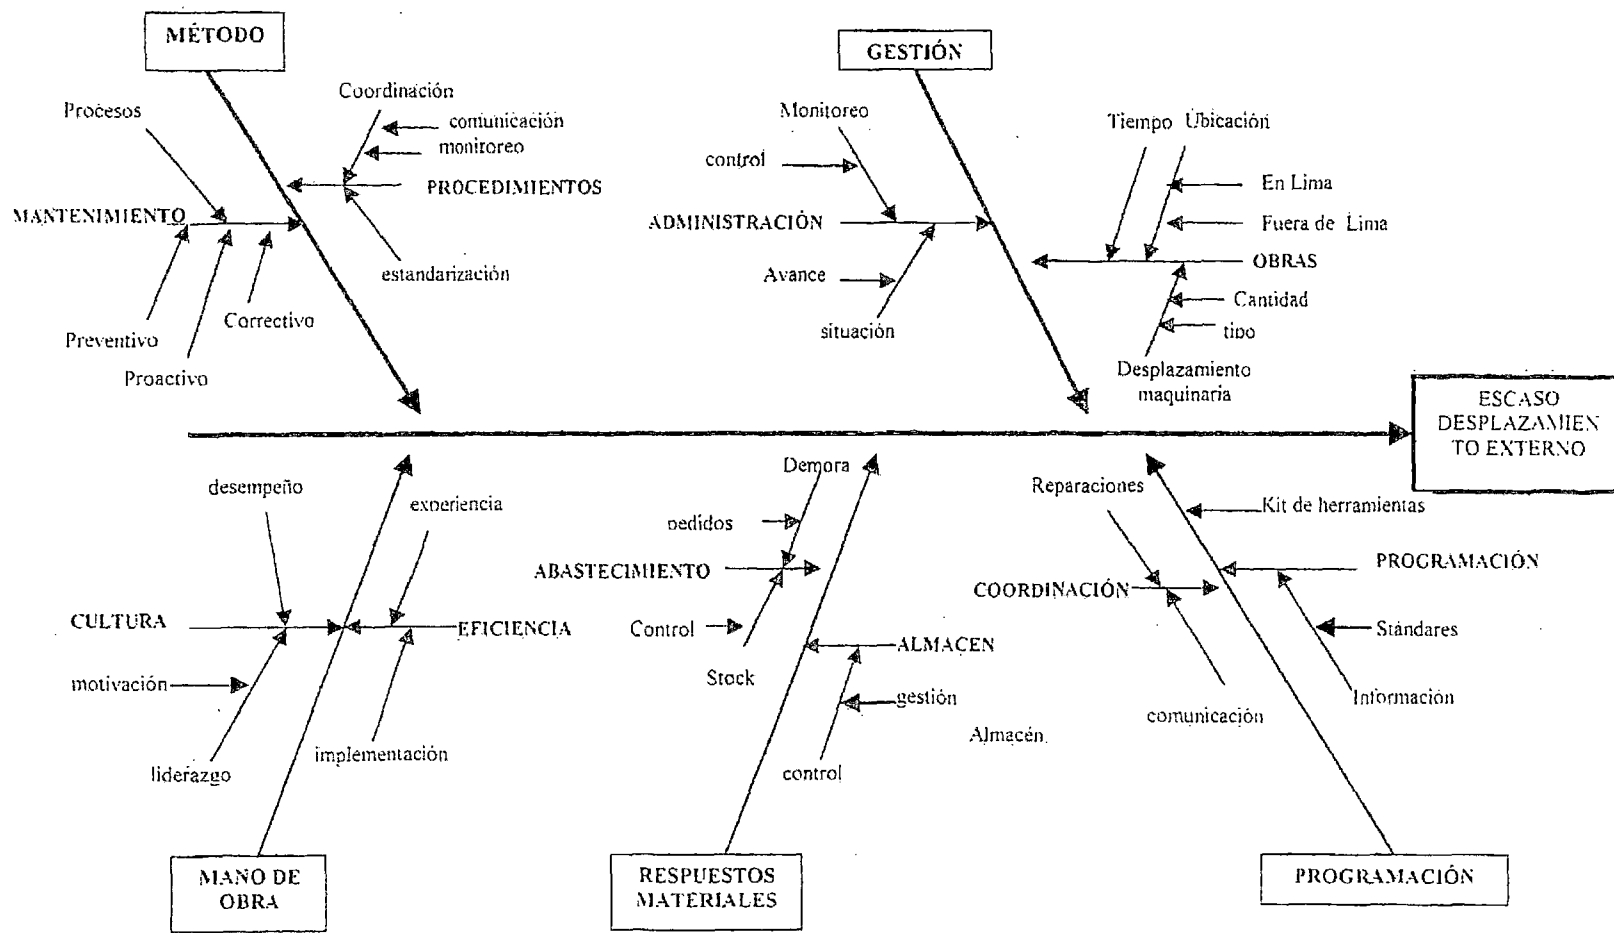 MÉTODO
GESTIÓN
Procesos
Coordinación
comunicación
monitoreo
PROCEDIMIENTOS
MANTENIMIENTO
estandarización
Correctivo
Preventivo
Proactivo
Monitoreo
control
ADMINISTRACIÓN
Avance
situación
Tiempo
Ubicación
En Lima
Fuera de Lima
OBRAS
Cantidad
tipo
Desplazamiento
maquinaria
ESCASO
DESPLAZAMIEN
TO EXTERNO
desempeño
experiencia
CULTURA
EFICIENCIA
motivación
liderazgo
implementación
Demora
pedidos
ABASTECIMIENTO
Control
Stock
ALMACEN
gestión
Almacén
control
Reparaciones
Kit de herramientas
PROGRAMACIÓN
COORDINACIÓN
Stándares
Información
comunicación
MANO DE
OBRA
RESPUESTOS
MATERIALES
PROGRAMACIÓN